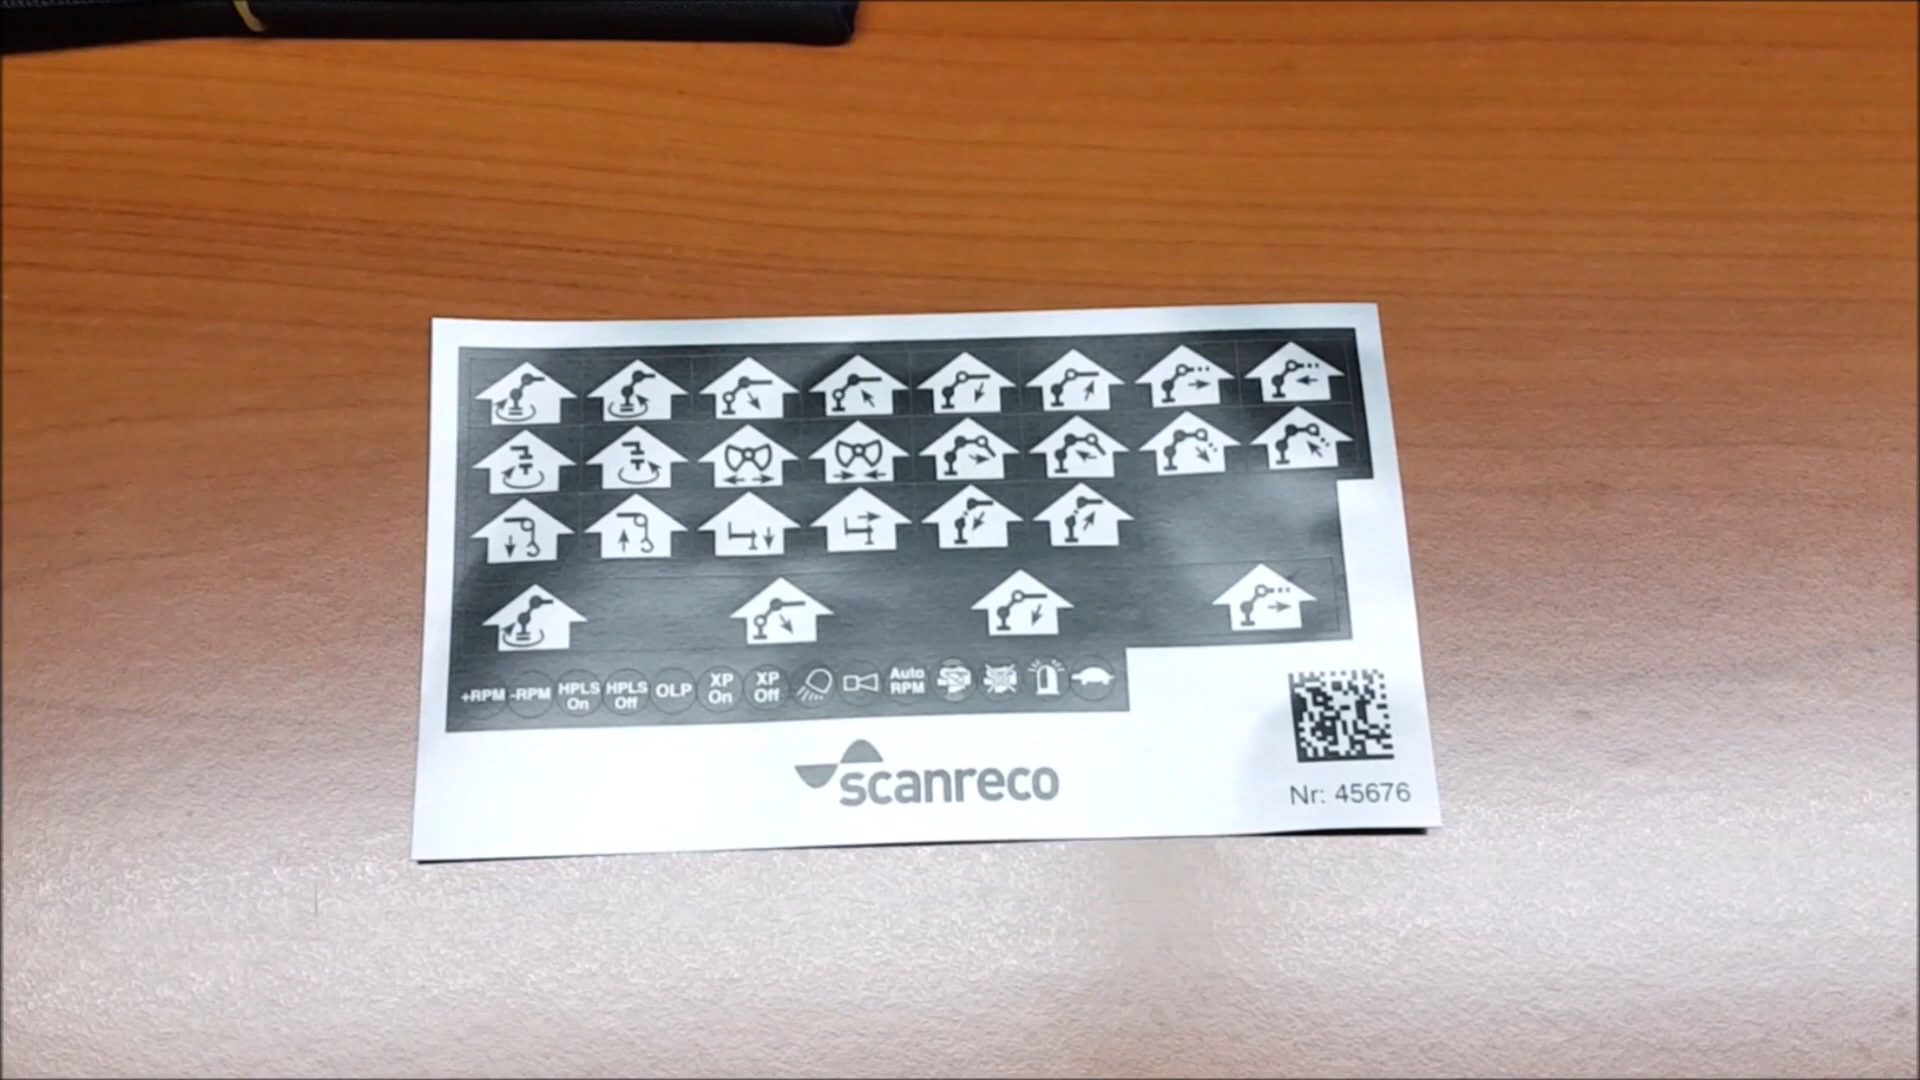 +RPM -RPM HPLS On HPLS Off OLP XP On XP Off Auto RPM
scanreco
Nr: 45676